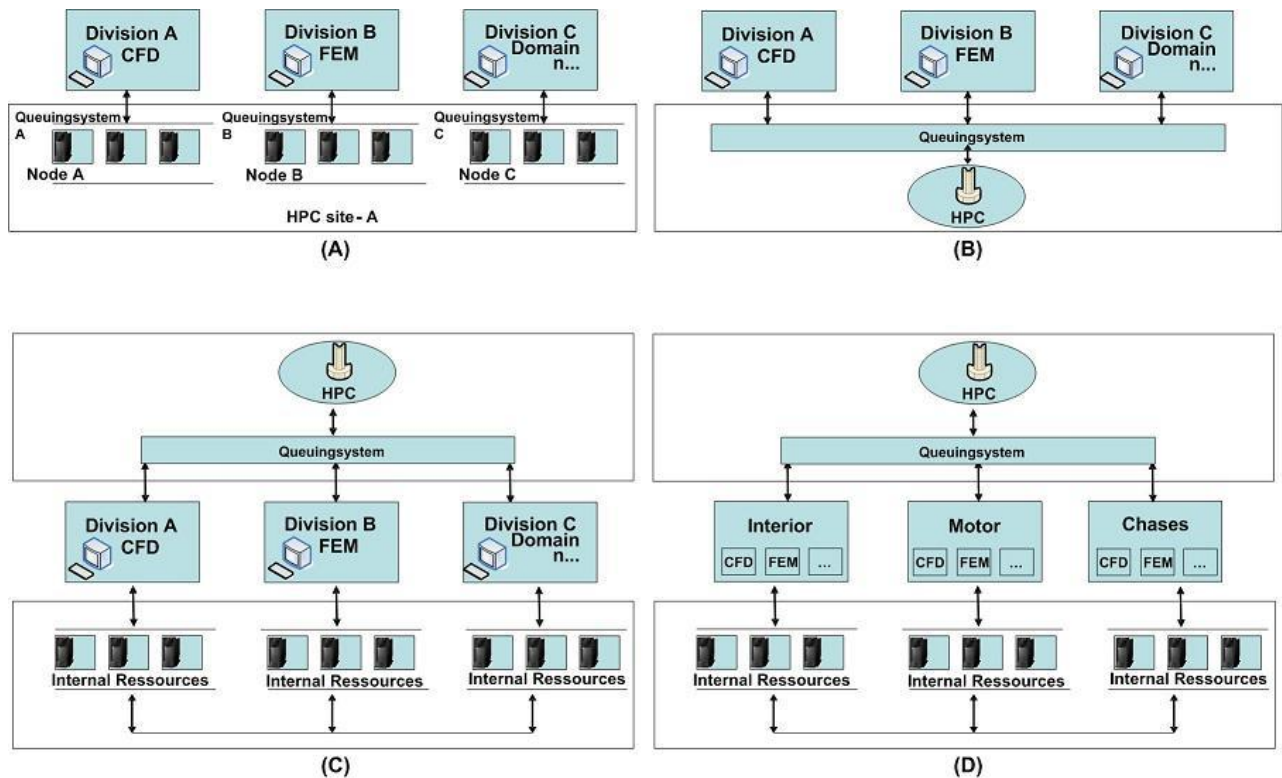 Division A
CFD
Division B
FEM
Division C
Domain
n...
Queuingsystem
A
Queuingsystem
B
Queuingsystem
C
Node A
Node B
Node C
HPC site - A
(A)
Division A
CFD
Division B
FEM
Division C
Domain
n...
Queuingsystem
HPC
(B)
HPC
Queuingsystem
Division A
CFD
Division B
FEM
Division C
Domain
n...
Internal Ressources
Internal Ressources
Internal Ressources
(C)
HPC
Queuingsystem
Interior
CFD FEM ...
Motor
CFD FEM ...
Chases
CFD FEM ...
Internal Ressources
Internal Ressources
Internal Ressources
(D)